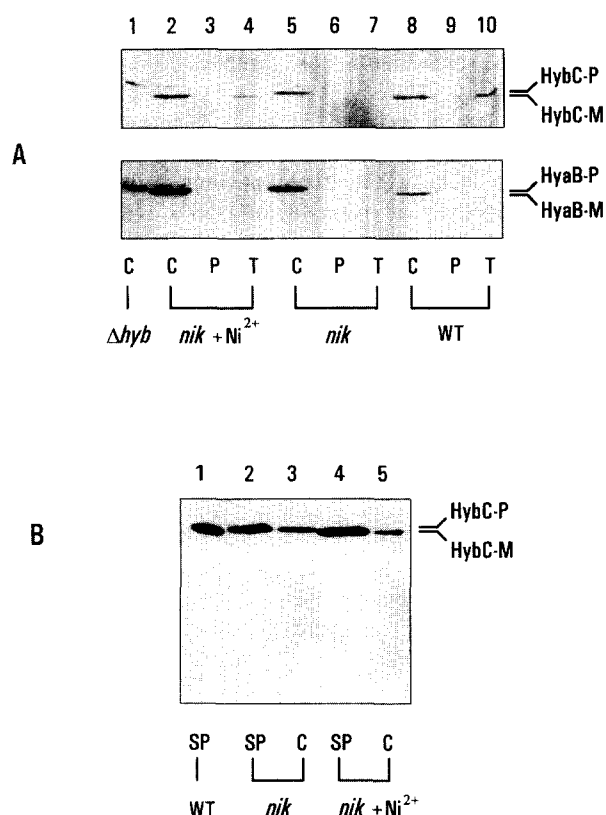 A
1 2 3 4 5 6 7 8 9 10
HybC-P
HybC-M
HyaB-P
HyaB-M
C C P T C P T C P T
Δhyb nik + Ni²⁺ nik WT
B
1 2 3 4 5
HybC-P
HybC-M
SP SP C SP C
WT nik nik + Ni²⁺